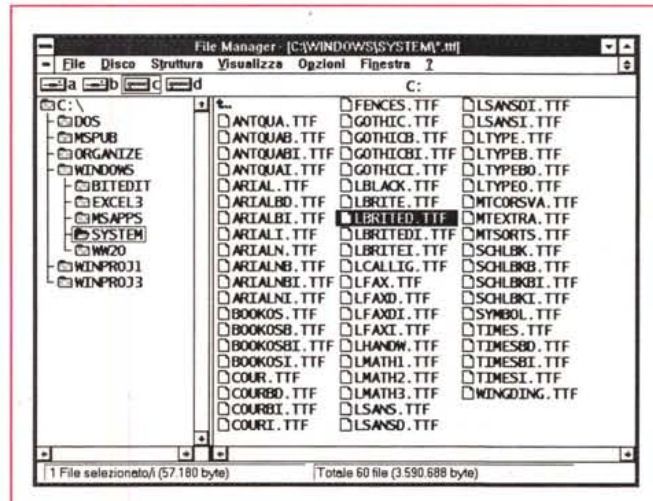 File Manager - [C:\WINDOWS\SYSTEM\*.ttf]
File Disco Struttura Visualizza Opzioni Finestra ?
a b c d C:
C:\
DOS
MSPUB
ORGANIZE
WINDOWS
BITEDIT
EXCEL3
MSAPPS
SYSTEM
WW20
WINPROJ1
WINPROJ3
..
ANTQUA.TTF
ANTQUAB.TTF
ANTQUABI.TTF
ANTQUAI.TTF
ARIAL.TTF
ARIALBD.TTF
ARIALBI.TTF
ARIALI.TTF
ARIALN.TTF
ARIALNB.TTF
ARIALNBI.TTF
ARIALNI.TTF
BOOKOS.TTF
BOOKOSB.TTF
BOOKOSBI.TTF
BOOKOSI.TTF
COUR.TTF
COURBD.TTF
COURBI.TTF
COURI.TTF
FENCES.TTF
GOTHIC.TTF
GOTHICB.TTF
GOTHICBI.TTF
GOTHICI.TTF
LBLACK.TTF
LBRITE.TTF
LBRITED.TTF
LBRITEDI.TTF
LBRITEI.TTF
LCALLIG.TTF
LFAX.TTF
LFAXD.TTF
LFAXDI.TTF
LFAXI.TTF
LHANDW.TTF
LMATH1.TTF
LMATH2.TTF
LMATH3.TTF
LSANS.TTF
LSANSD.TTF
LSANSDI.TTF
LSANSI.TTF
LTYPE.TTF
LTYPEB.TTF
LTYPEBO.TTF
LTYPEO.TTF
MTCORSVA.TTF
MTEXTRA.TTF
MTSORTS.TTF
SCHLBK.TTF
SCHLBKB.TTF
SCHLBKBI.TTF
SCHLBKI.TTF
SYMBOL.TTF
TIMES.TTF
TIMESBD.TTF
TIMESBI.TTF
TIMESI.TTF
WINGDING.TTF
1 File selezionato/i (57.180 byte) Totale 60 file (3.590.688 byte)